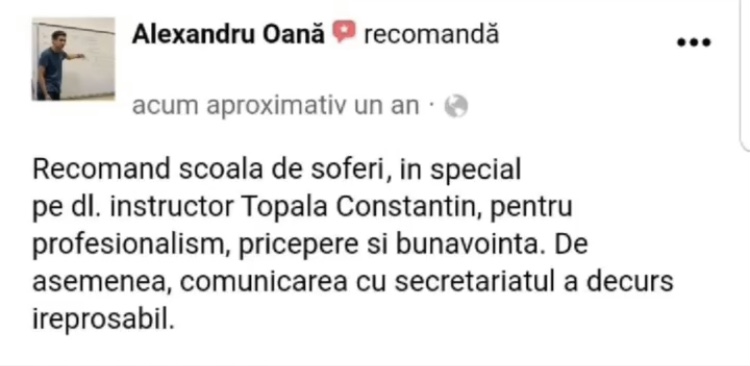 Alexandru Oană recomandă
acum aproximativ un an ·
Recomand scoala de soferi, in special
pe dl. instructor Topala Constantin, pentru
profesionalism, pricepere si bunavointa. De
asemenea, comunicarea cu secretariatul a decurs
ireprosabil.